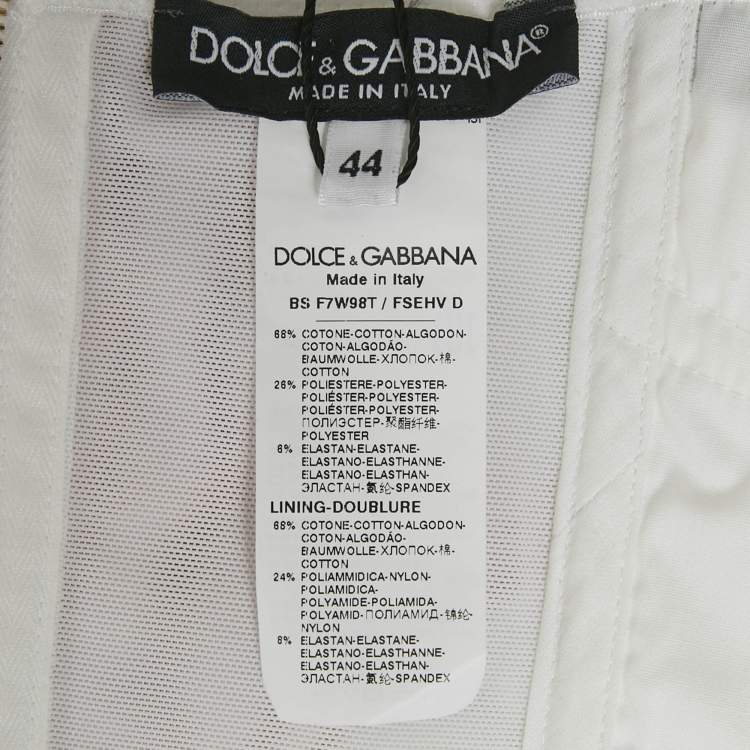 DOLCE & GABBANA®
MADE IN ITALY
44
DOLCE & GABBANA
Made in Italy
BS F7W98T / FSEHV D
68% COTONE-COTTON-ALGODON-
COTON-ALGODÃO-
BAUMWOLLE-ХЛОПОК-棉-
COTTON
26% POLIESTERE-POLYESTER-
POLIÉSTER-POLYESTER-
POLIÉSTER-POLYESTER-
ПОЛИЭСТЕР-聚酯纤维-
POLYESTER
6% ELASTAN-ELASTANE-
ELASTANO-ELASTHANNE-
ELASTANO-ELASTHAN-
ЭЛАСТАН-氨纶-SPANDEX
LINING-DOUBLURE
68% COTONE-COTTON-ALGODON-
COTON-ALGODÃO-
BAUMWOLLE-ХЛОПОК-棉-
COTTON
24% POLIAMMIDICA-NYLON-
POLIAMIDICA-
POLYAMIDE-POLIAMIDA-
POLYAMID-ПОЛИАМИД-锦纶-
NYLON
8% ELASTAN-ELASTANE-
ELASTANO-ELASTHANNE-
ELASTANO-ELASTHAN-
ЭЛАСТАН-氨纶-SPANDEX